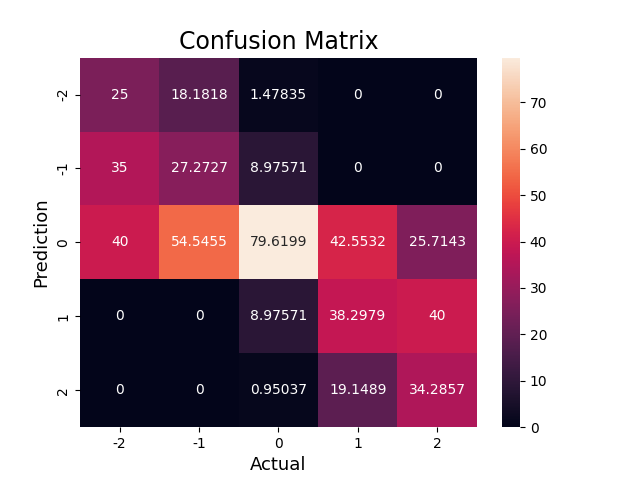 Confusion Matrix
-2 25 18.1818 1.47835 0 0
-1 35 27.2727 8.97571 0 0
0 40 54.5455 79.6199 42.5532 25.7143
1 0 0 8.97571 38.2979 40
2 0 0 0.95037 19.1489 34.2857
-2 -1 0 1 2
Actual
Prediction
70
60
50
40
30
20
10
0